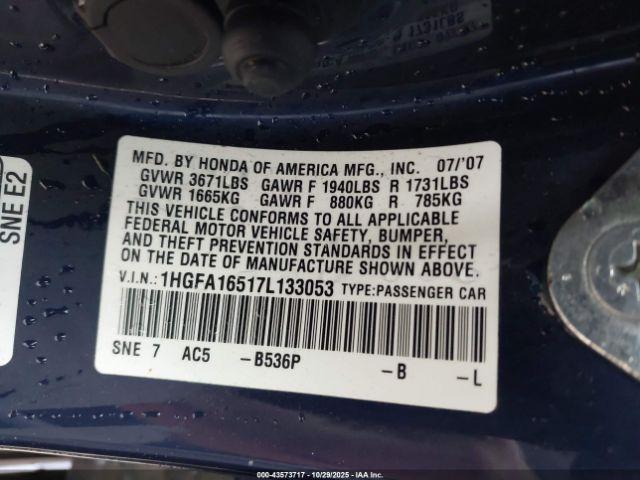 1731LBS
SNE E2
MFD. BY HONDA OF AMERICA MFG., INC. 07/'07
GVWR 3671LBS GAWR F 1940LBS R 1731LBS
GVWR 1665KG GAWR F 880KG R 785KG
THIS VEHICLE CONFORMS TO ALL APPLICABLE
FEDERAL MOTOR VEHICLE SAFETY, BUMPER,
AND THEFT PREVENTION STANDARDS IN EFFECT
ON THE DATE OF MANUFACTURE SHOWN ABOVE.
V.I.N.: 1HGFA16517L133053 TYPE:PASSENGER CAR
SNE 7 AC5 -B536P -B -L
000-43573717 - 10/29/2025 - IAA Inc.